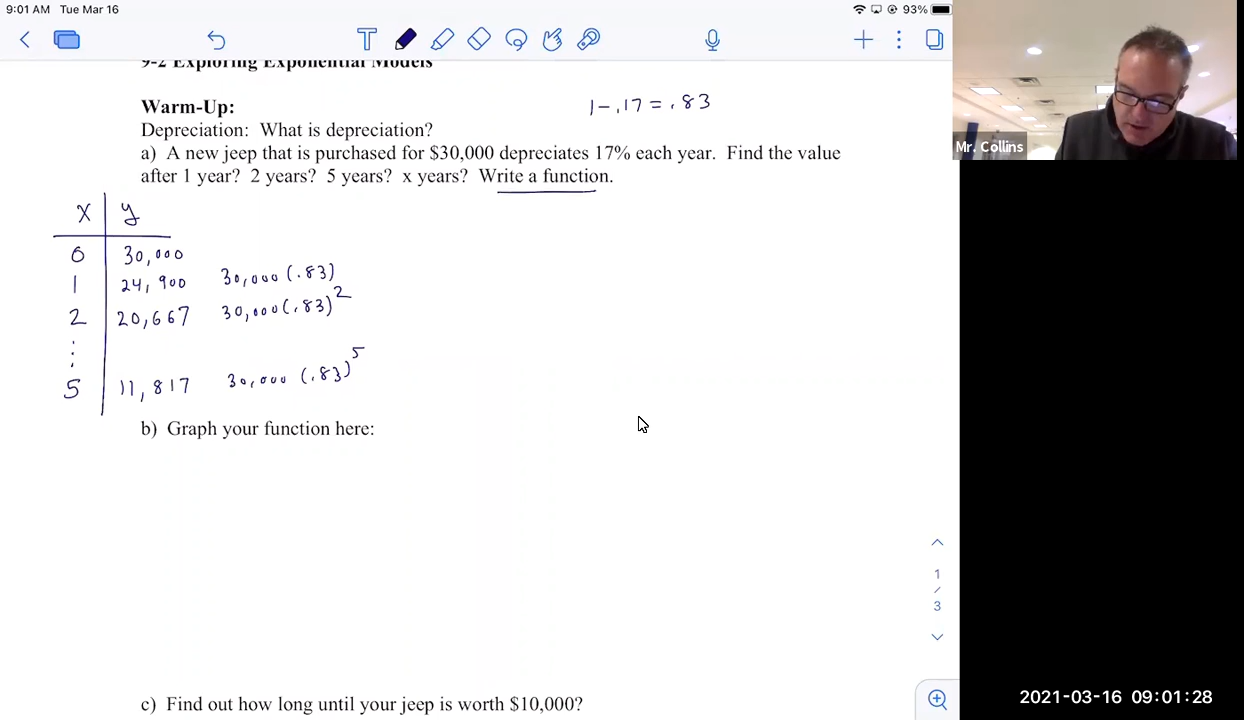 9:01 AM Tue Mar 16
93%
9-2 Exploring Exponential Models
Warm-Up:
1 - .17 = .83
Depreciation: What is depreciation?
a) A new jeep that is purchased for $30,000 depreciates 17% each year. Find the value
after 1 year? 2 years? 5 years? x years? Write a function.
x y
0 30,000
1 24,900 30,000 (.83)
2 20,667 30,000 (.83)²
⋮
5 11,817 30,000 (.83)⁵
b) Graph your function here:
c) Find out how long until your jeep is worth $10,000?
1
/
3
T
Mr. Collins
2021-03-16 09:01:28